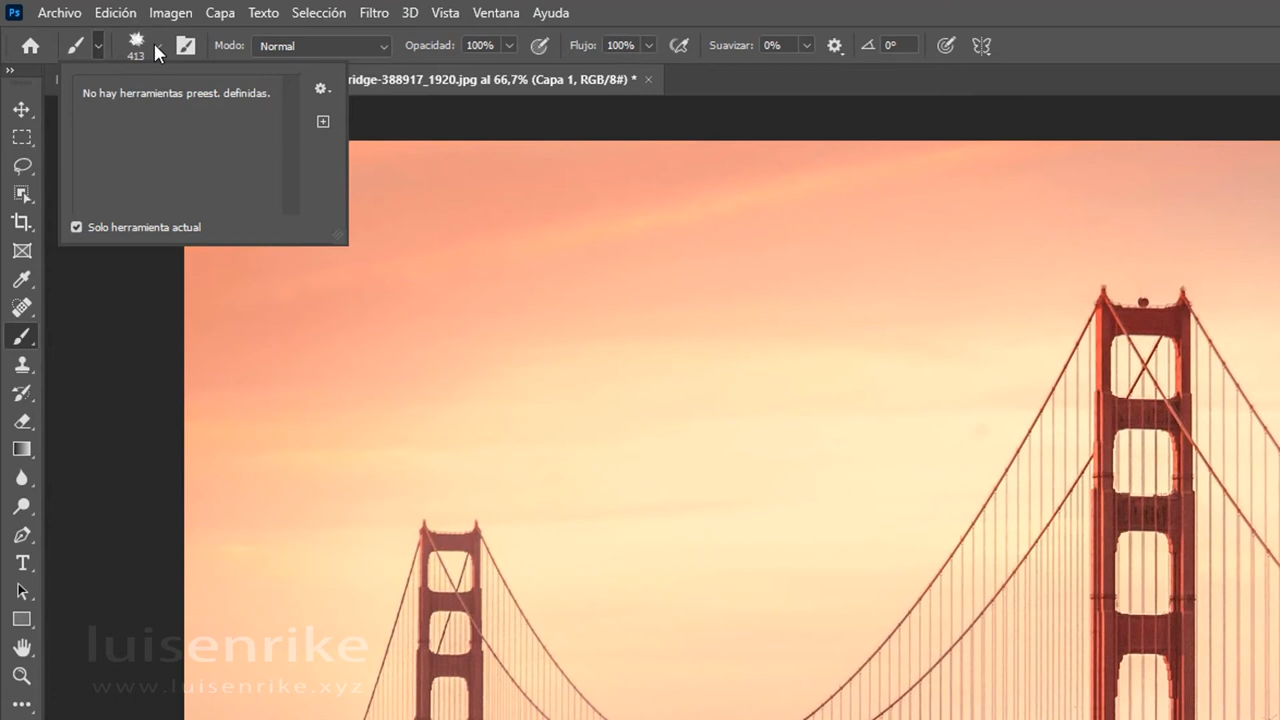 Ps Archivo Edición Imagen Capa Texto Selección Filtro 3D Vista Ventana Ayuda
413 Modo: Normal Opacidad: 100% Flujo: 100% Suavizar: 0% 0°
ridge-388917_1920.jpg al 66,7% (Capa 1, RGB/8#) * ×
No hay herramientas preest. definidas.
Solo herramienta actual
luisenrike
www.luisenrike.xyz